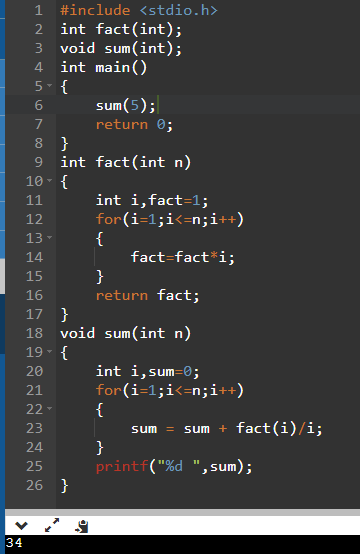 1 #include <stdio.h>
2 int fact(int);
3 void sum(int);
4 int main()
5 {
6 sum(5);
7 return 0;
8 }
9 int fact(int n)
10 {
11 int i,fact=1;
12 for(i=1;i<=n;i++)
13 {
14 fact=fact*i;
15 }
16 return fact;
17 }
18 void sum(int n)
19 {
20 int i,sum=0;
21 for(i=1;i<=n;i++)
22 {
23 sum = sum + fact(i)/i;
24 }
25 printf("%d ",sum);
26 }
34